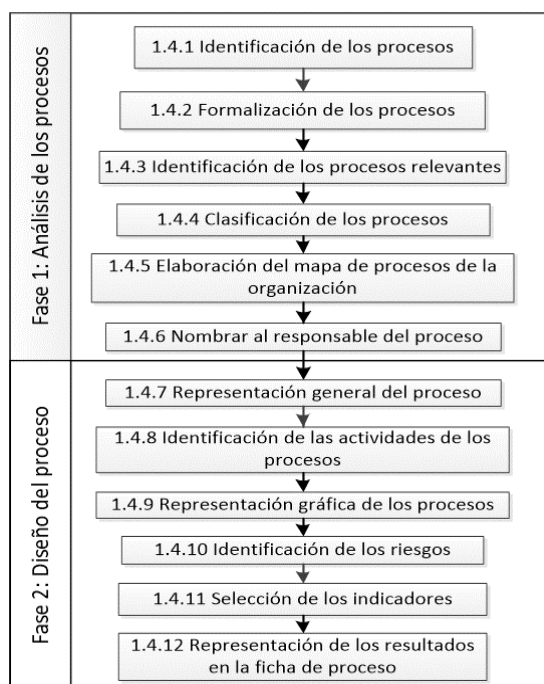 Fase 1: Análisis de los procesos
1.4.1 Identificación de los procesos
1.4.2 Formalización de los procesos
1.4.3 Identificación de los procesos relevantes
1.4.4 Clasificación de los procesos
1.4.5 Elaboración del mapa de procesos de la
organización
1.4.6 Nombrar al responsable del proceso
Fase 2: Diseño del proceso
1.4.7 Representación general del proceso
1.4.8 Identificación de las actividades de los
procesos
1.4.9 Representación gráfica de los procesos
1.4.10 Identificación de los riesgos
1.4.11 Selección de los indicadores
1.4.12 Representación de los resultados
en la ficha de proceso